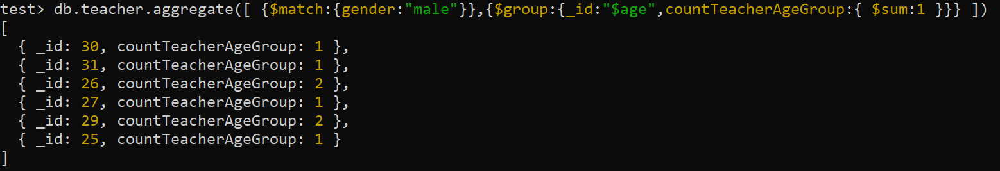 test> db.teacher.aggregate([ {$match:{gender:"male"}},{$group:{_id:"$age",countTeacherAgeGroup:{ $sum:1 }}} ])
[
  { _id: 30, countTeacherAgeGroup: 1 },
  { _id: 31, countTeacherAgeGroup: 1 },
  { _id: 26, countTeacherAgeGroup: 2 },
  { _id: 27, countTeacherAgeGroup: 1 },
  { _id: 29, countTeacherAgeGroup: 2 },
  { _id: 25, countTeacherAgeGroup: 1 }
]